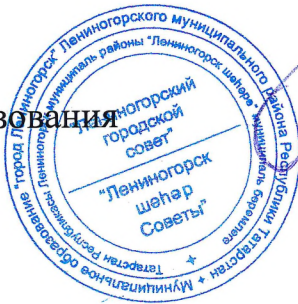 зования
Муниципальное образование "город Лениногорск" Лениногорского муниципального района Республики Татарстан +
Татарстан Республикасы Лениногорск муниципаль районы "Лениногорск шәһәре" муниципаль берәмлеге +
"Лениногорский
городской
совет"
"Лениногорск
шәһәр
Советы"